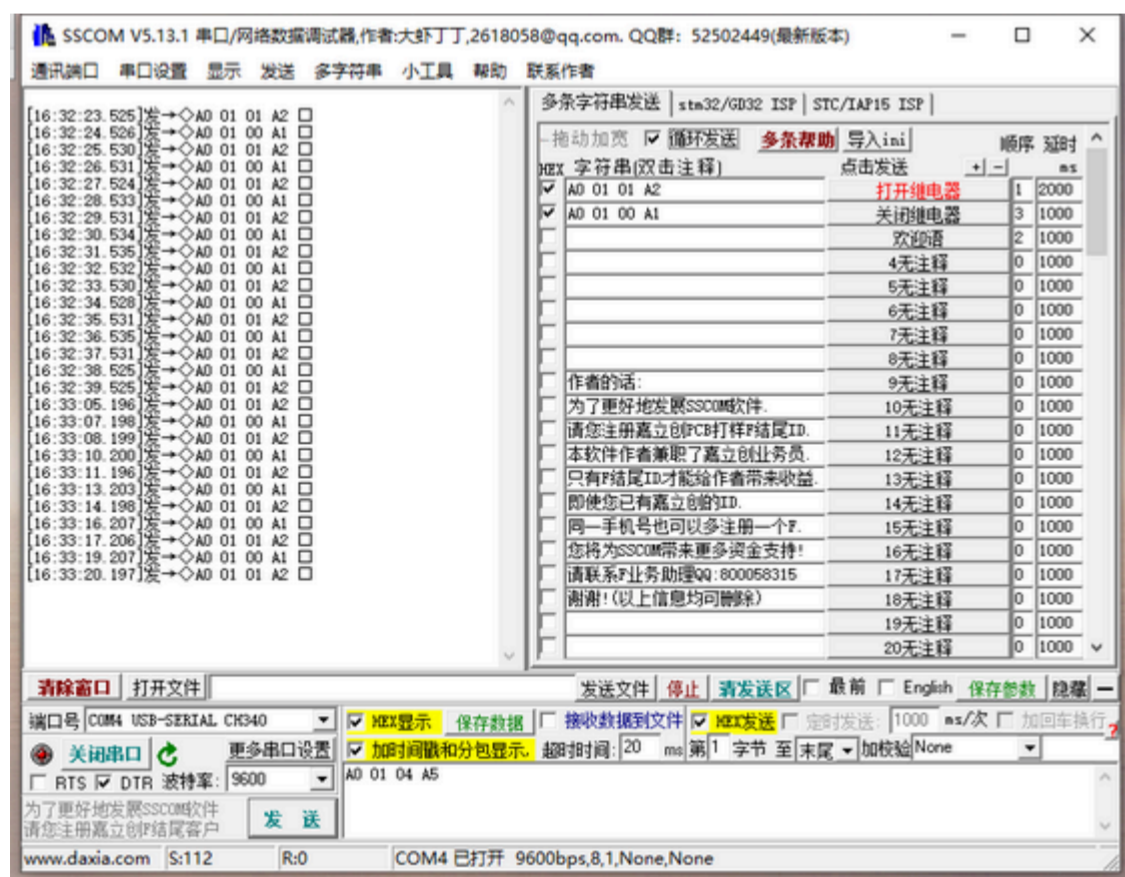 SSCOM V5.13.1 串口/网络数据调试器,作者:大虾丁丁,2618058@qq.com. QQ群: 52502449(最新版本)
通讯端口 串口设置 显示 发送 多字符串 小工具 帮助 联系作者
[16:32:23.525]发→◇A0 01 01 A2 □
[16:32:24.526]发→◇A0 01 00 A1 □
[16:32:25.530]发→◇A0 01 01 A2 □
[16:32:26.531]发→◇A0 01 00 A1 □
[16:32:27.524]发→◇A0 01 01 A2 □
[16:32:28.533]发→◇A0 01 00 A1 □
[16:32:29.531]发→◇A0 01 01 A2 □
[16:32:30.534]发→◇A0 01 00 A1 □
[16:32:31.535]发→◇A0 01 01 A2 □
[16:32:32.532]发→◇A0 01 00 A1 □
[16:32:33.530]发→◇A0 01 01 A2 □
[16:32:34.528]发→◇A0 01 00 A1 □
[16:32:35.531]发→◇A0 01 01 A2 □
[16:32:36.535]发→◇A0 01 00 A1 □
[16:32:37.531]发→◇A0 01 01 A2 □
[16:32:38.525]发→◇A0 01 00 A1 □
[16:32:39.525]发→◇A0 01 01 A2 □
[16:33:05.196]发→◇A0 01 01 A2 □
[16:33:07.198]发→◇A0 01 00 A1 □
[16:33:08.199]发→◇A0 01 01 A2 □
[16:33:10.200]发→◇A0 01 00 A1 □
[16:33:11.196]发→◇A0 01 01 A2 □
[16:33:13.203]发→◇A0 01 00 A1 □
[16:33:14.198]发→◇A0 01 01 A2 □
[16:33:16.207]发→◇A0 01 00 A1 □
[16:33:17.206]发→◇A0 01 01 A2 □
[16:33:19.207]发→◇A0 01 00 A1 □
[16:33:20.197]发→◇A0 01 01 A2 □
多条字符串发送 stm32/GD32 ISP STC/IAP15 ISP
拖动加宽 循环发送 多条帮助 导入ini 顺序 延时
HEX 字符串(双击注释) 点击发送 + - ms
A0 01 01 A2 打开继电器 1 2000
A0 01 00 A1 关闭继电器 3 1000
欢迎语 2 1000
4无注释 0 1000
5无注释 0 1000
6无注释 0 1000
7无注释 0 1000
8无注释 0 1000
作者的话: 9无注释 0 1000
为了更好地发展SSCOM软件. 10无注释 0 1000
请您注册嘉立创PCB打样F结尾ID. 11无注释 0 1000
本软件作者兼职了嘉立创业务员. 12无注释 0 1000
只有F结尾ID才能给作者带来收益. 13无注释 0 1000
即使您已有嘉立创的ID. 14无注释 0 1000
同一手机号也可以多注册一个F. 15无注释 0 1000
您将为SSCOM带来更多资金支持! 16无注释 0 1000
请联系F业务助理QQ:800058315 17无注释 0 1000
谢谢!(以上信息均可删除) 18无注释 0 1000
19无注释 0 1000
20无注释 0 1000
清除窗口 打开文件 发送文件 停止 清发送区 最前 English 保存参数 隐藏 —
端口号 COM4 USB-SERIAL CH340 HEX显示 保存数据 接收数据到文件 HEX发送 定时发送: 1000 ms/次 加回车换行 ?
关闭串口 更多串口设置 加时间戳和分包显示. 超时时间: 20 ms 第1 字节 至 末尾 加校验 None
RTS DTR 波特率: 9600
A0 01 04 A5
为了更好地发展SSCOM软件
请您注册嘉立创F结尾客户
发 送
www.daxia.com S:112 R:0 COM4 已打开 9600bps,8,1,None,None